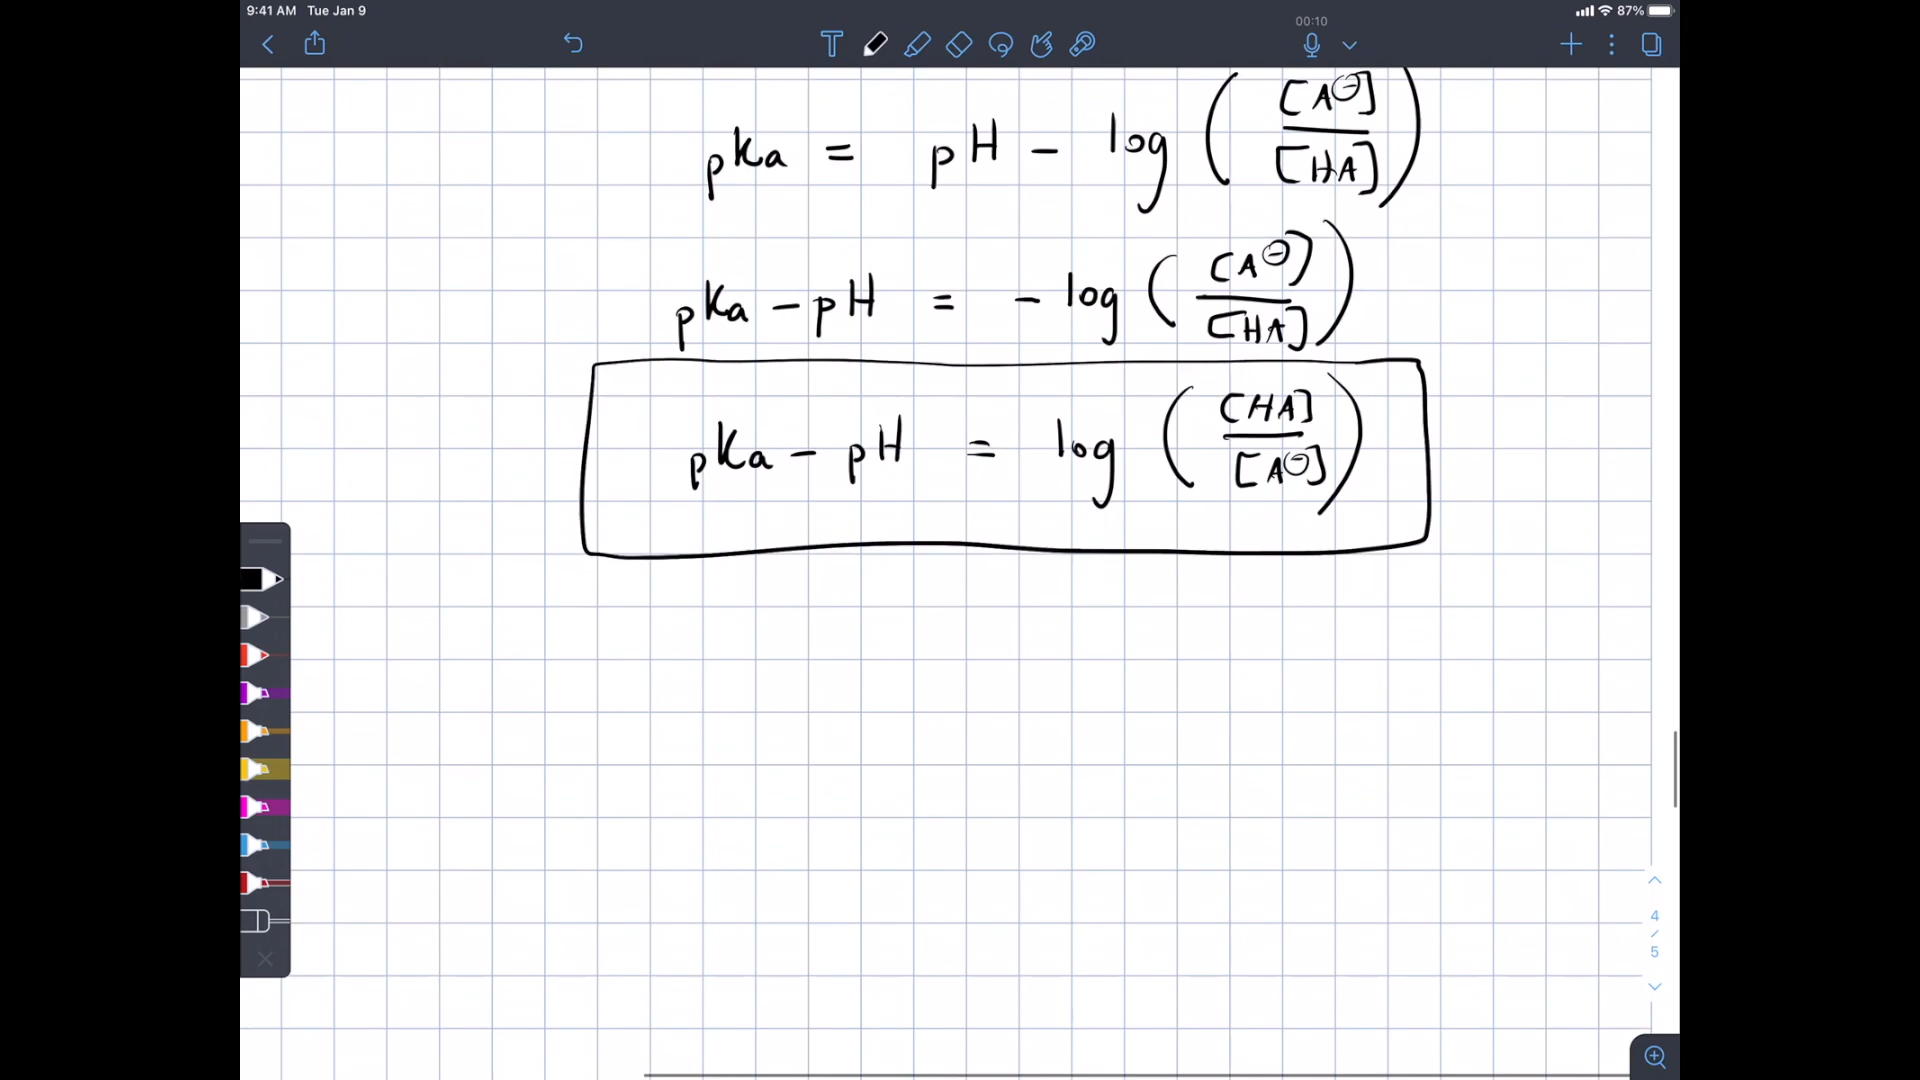 9:41 AM Tue Jan 9
87%
00:10
T
pKa = pH - log ( [A⊖] / [HA] )
pKa - pH = - log ( [A⊖] / [HA] )
pKa - pH = log ( [HA] / [A⊖] )
4
/
5